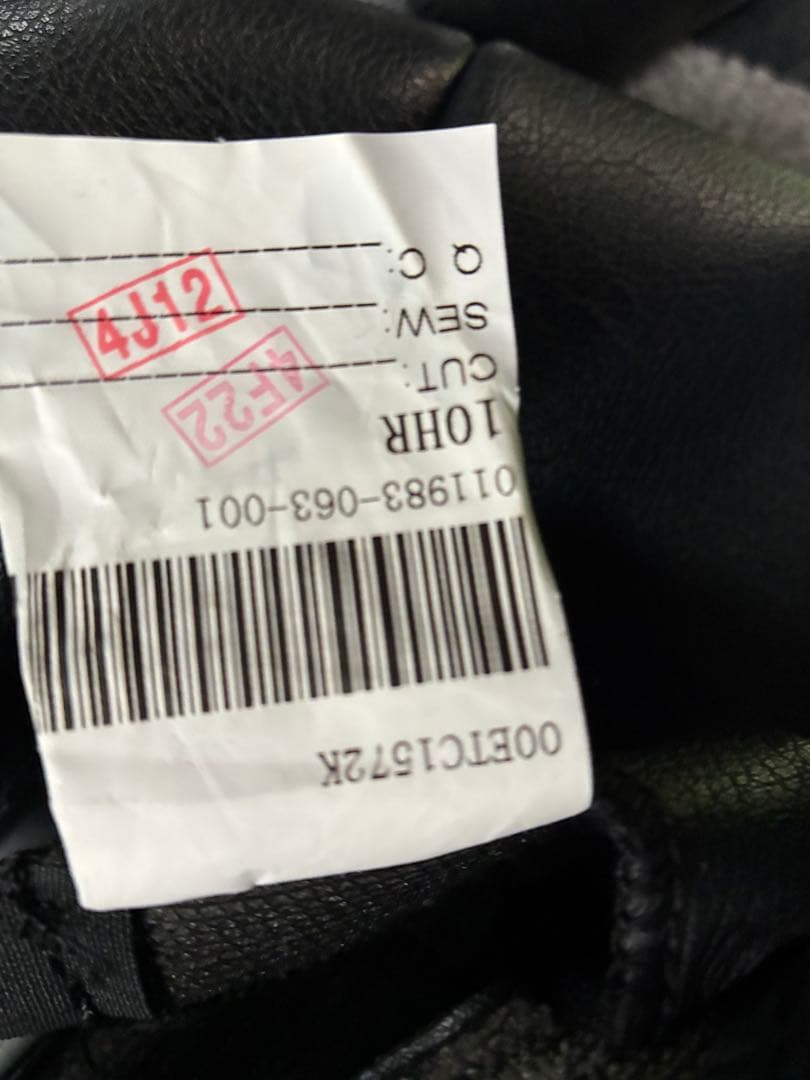 00ETC1572K
011983-063-001
10HR
CUT: 4F22
SEW: 4J12
Q C: